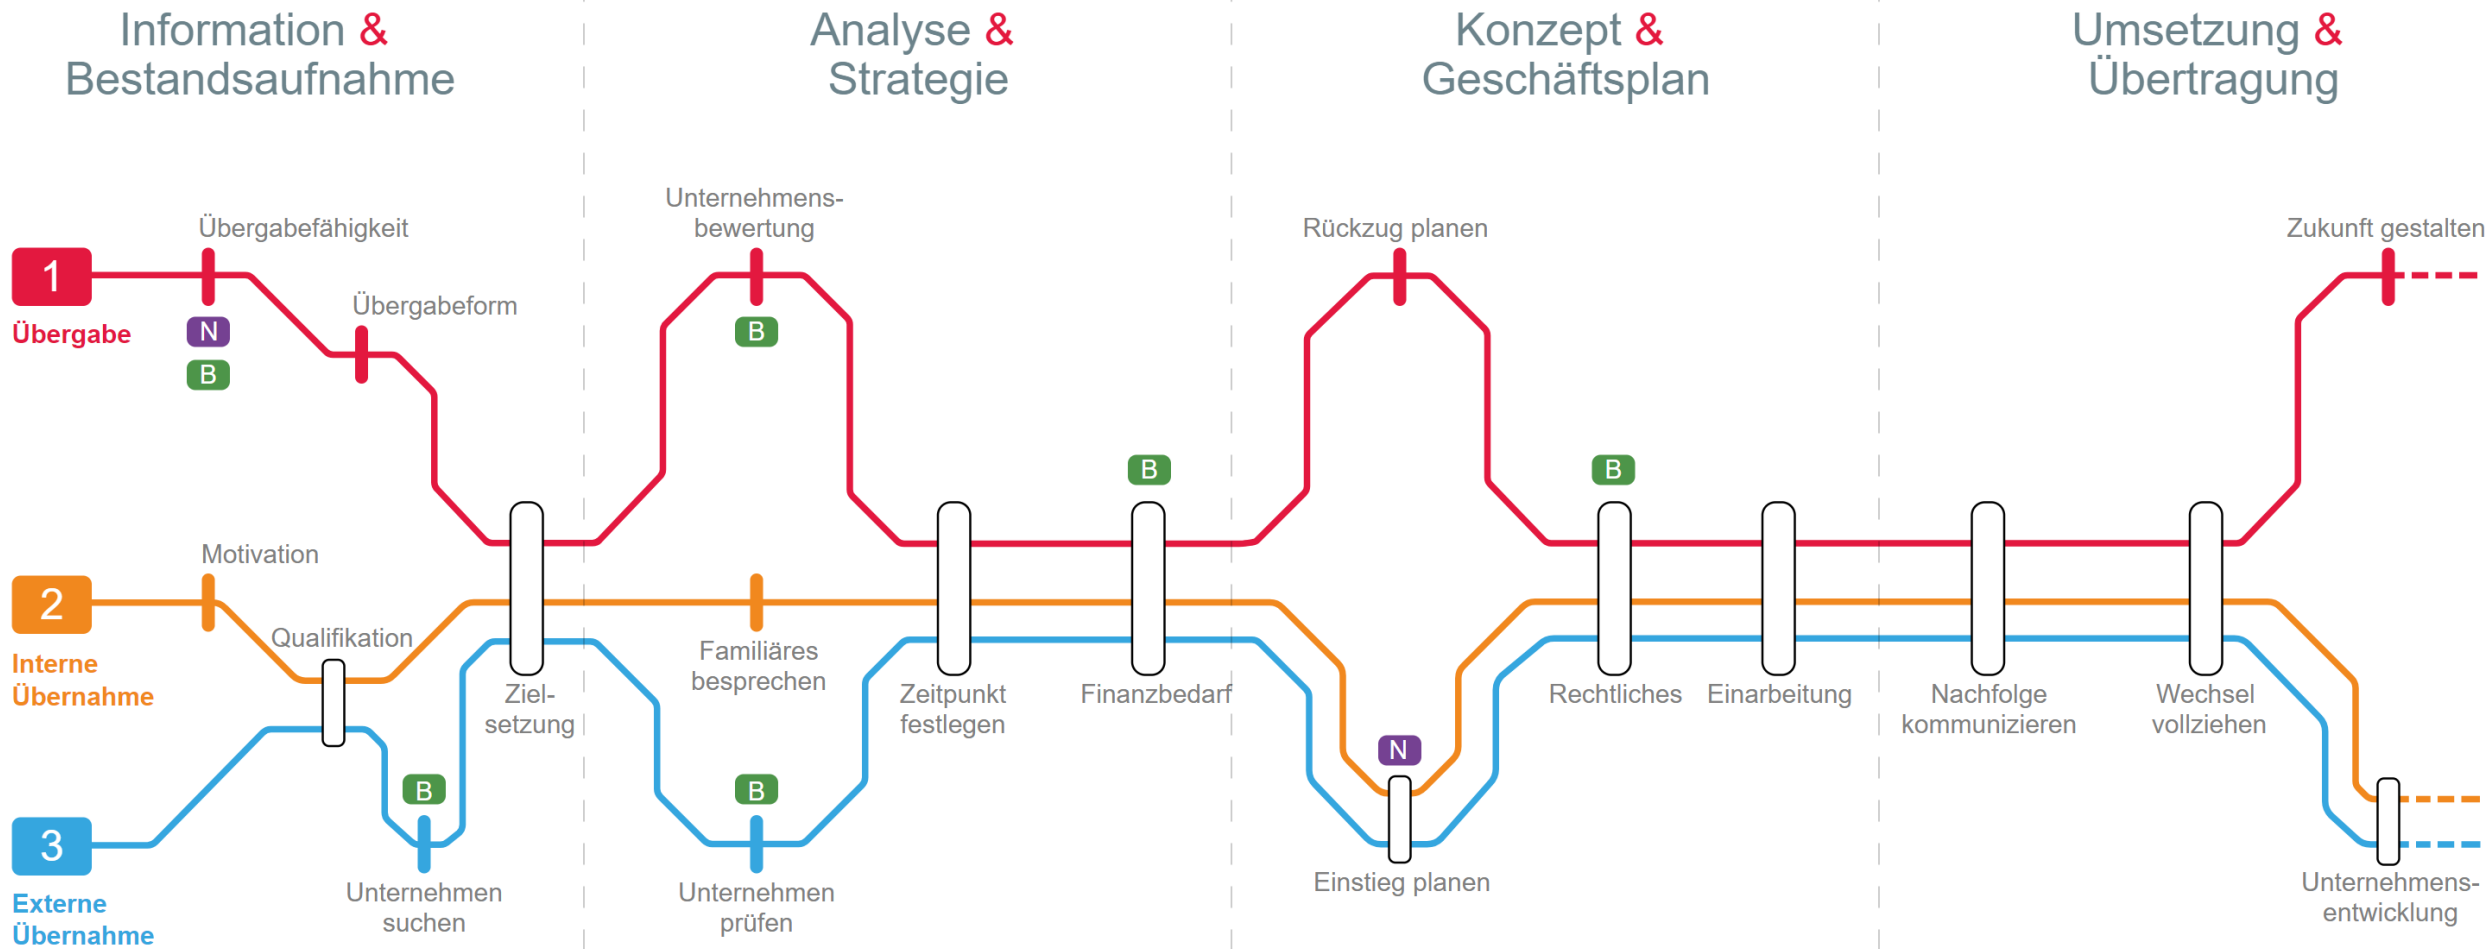 Information &
Bestandsaufnahme
Analyse &
Strategie
Konzept &
Geschäftsplan
Umsetzung &
Übertragung
1
Übergabe
Übergabefähigkeit
N
B
Übergabeform
Unternehmens-
bewertung
B
Rückzug planen
Zukunft gestalten
2
Interne
Übernahme
Motivation
Qualifikation
Ziel-
setzung
Familiäres
besprechen
Zeitpunkt
festlegen
B
Finanzbedarf
B
Rechtliches
Einarbeitung
Nachfolge
kommunizieren
Wechsel
vollziehen
3
Externe
Übernahme
B
Unternehmen
suchen
B
Unternehmen
prüfen
N
Einstieg planen
Unternehmens-
entwicklung